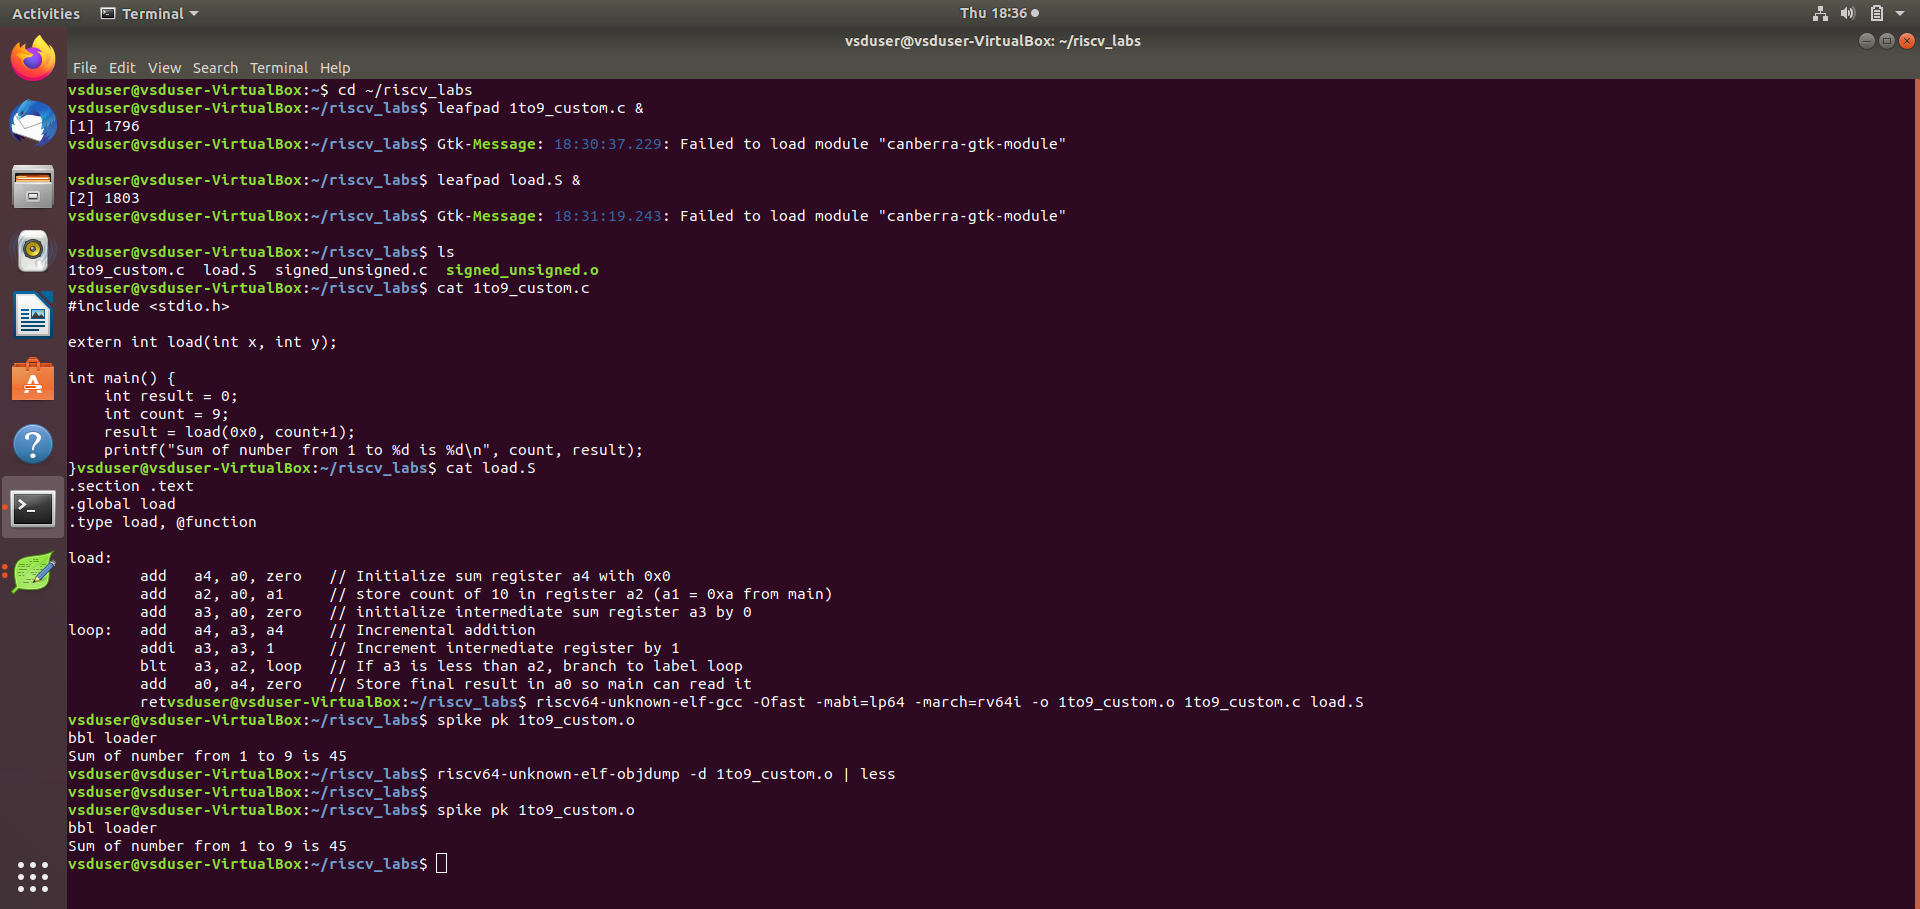 Activities Terminal Thu 18:36
vsduser@vsduser-VirtualBox: ~/riscv_labs
File Edit View Search Terminal Help
vsduser@vsduser-VirtualBox:~$ cd ~/riscv_labs
vsduser@vsduser-VirtualBox:~/riscv_labs$ leafpad 1to9_custom.c &
[1] 1796
vsduser@vsduser-VirtualBox:~/riscv_labs$ Gtk-Message: 18:30:37.229: Failed to load module "canberra-gtk-module"
vsduser@vsduser-VirtualBox:~/riscv_labs$ leafpad load.S &
[2] 1803
vsduser@vsduser-VirtualBox:~/riscv_labs$ Gtk-Message: 18:31:19.243: Failed to load module "canberra-gtk-module"
vsduser@vsduser-VirtualBox:~/riscv_labs$ ls
1to9_custom.c  load.S  signed_unsigned.c  signed_unsigned.o
vsduser@vsduser-VirtualBox:~/riscv_labs$ cat 1to9_custom.c
#include <stdio.h>
extern int load(int x, int y);
int main() {
    int result = 0;
    int count = 9;
    result = load(0x0, count+1);
    printf("Sum of number from 1 to %d is %d\n", count, result);
}vsduser@vsduser-VirtualBox:~/riscv_labs$ cat load.S
.section .text
.global load
.type load, @function
load:
        add   a4, a0, zero   // Initialize sum register a4 with 0x0
        add   a2, a0, a1     // store count of 10 in register a2 (a1 = 0xa from main)
        add   a3, a0, zero   // initialize intermediate sum register a3 by 0
loop:   add   a4, a3, a4     // Incremental addition
        addi  a3, a3, 1      // Increment intermediate register by 1
        blt   a3, a2, loop   // If a3 is less than a2, branch to label loop
        add   a0, a4, zero   // Store final result in a0 so main can read it
        retvsduser@vsduser-VirtualBox:~/riscv_labs$ riscv64-unknown-elf-gcc -Ofast -mabi=lp64 -march=rv64i -o 1to9_custom.o 1to9_custom.c load.S
vsduser@vsduser-VirtualBox:~/riscv_labs$ spike pk 1to9_custom.o
bbl loader
Sum of number from 1 to 9 is 45
vsduser@vsduser-VirtualBox:~/riscv_labs$ riscv64-unknown-elf-objdump -d 1to9_custom.o | less
vsduser@vsduser-VirtualBox:~/riscv_labs$
vsduser@vsduser-VirtualBox:~/riscv_labs$ spike pk 1to9_custom.o
bbl loader
Sum of number from 1 to 9 is 45
vsduser@vsduser-VirtualBox:~/riscv_labs$